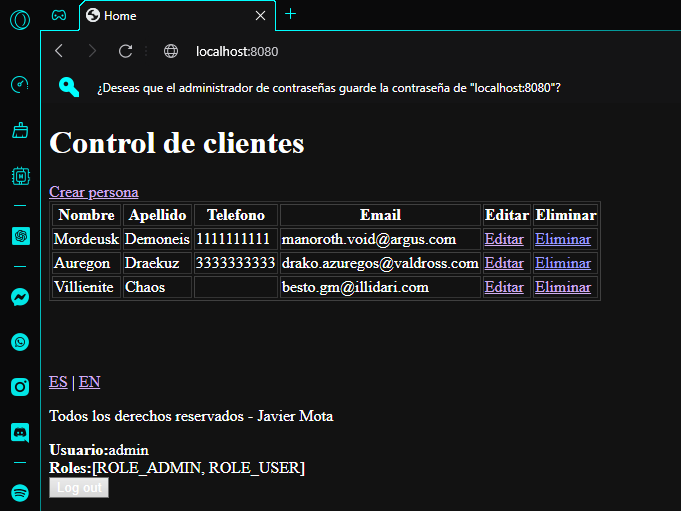 Home
localhost:8080
¿Deseas que el administrador de contraseñas guarde la contraseña de "localhost:8080"?
Control de clientes
Crear persona
Nombre Apellido Telefono Email Editar Eliminar
Mordeusk Demoneis 1111111111 manoroth.void@argus.com Editar Eliminar
Auregon Draekuz 3333333333 drako.azuregos@valdross.com Editar Eliminar
Villienite Chaos besto.gm@illidari.com Editar Eliminar
ES | EN
Todos los derechos reservados - Javier Mota
Usuario:admin
Roles:[ROLE_ADMIN, ROLE_USER]
Log out